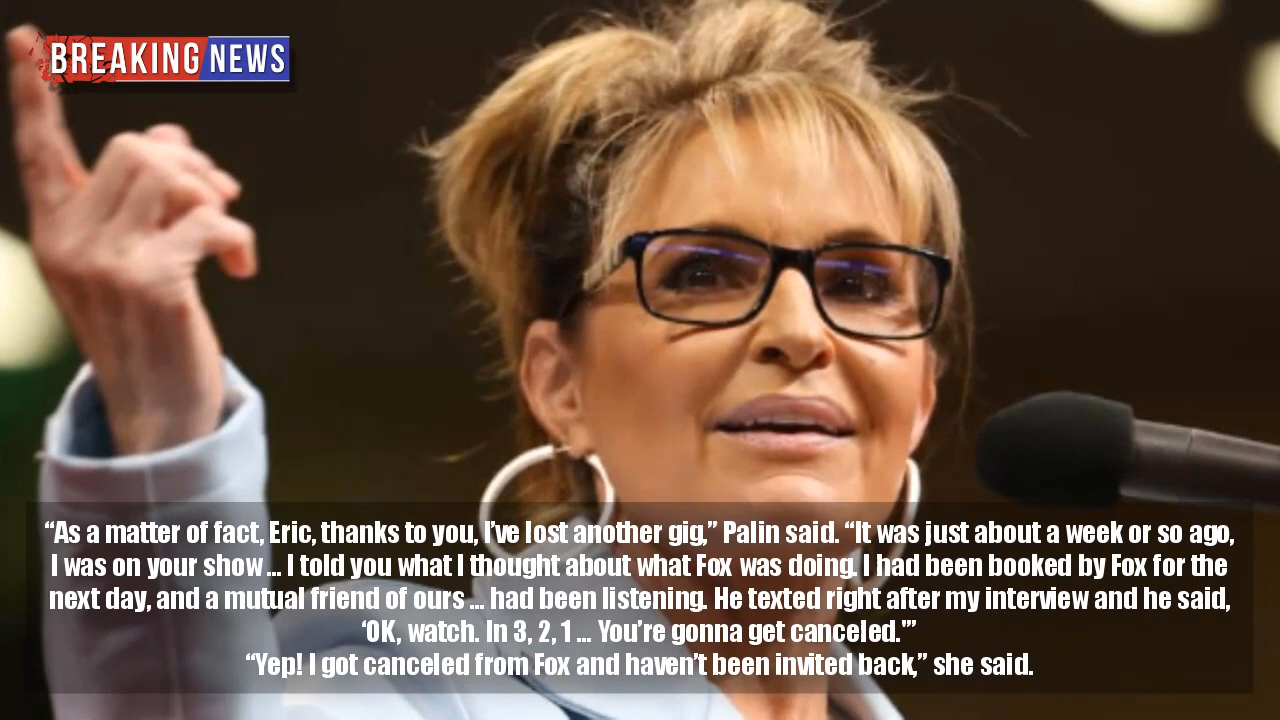 BREAKING NEWS
“As a matter of fact, Eric, thanks to you, I’ve lost another gig,” Palin said. “It was just about a week or so ago,
I was on your show ... I told you what I thought about what Fox was doing. I had been booked by Fox for the
next day, and a mutual friend of ours ... had been listening. He texted right after my interview and he said,
‘OK, watch. In 3, 2, 1 ... You’re gonna get canceled.'”
“Yep! I got canceled from Fox and haven’t been invited back,” she said.